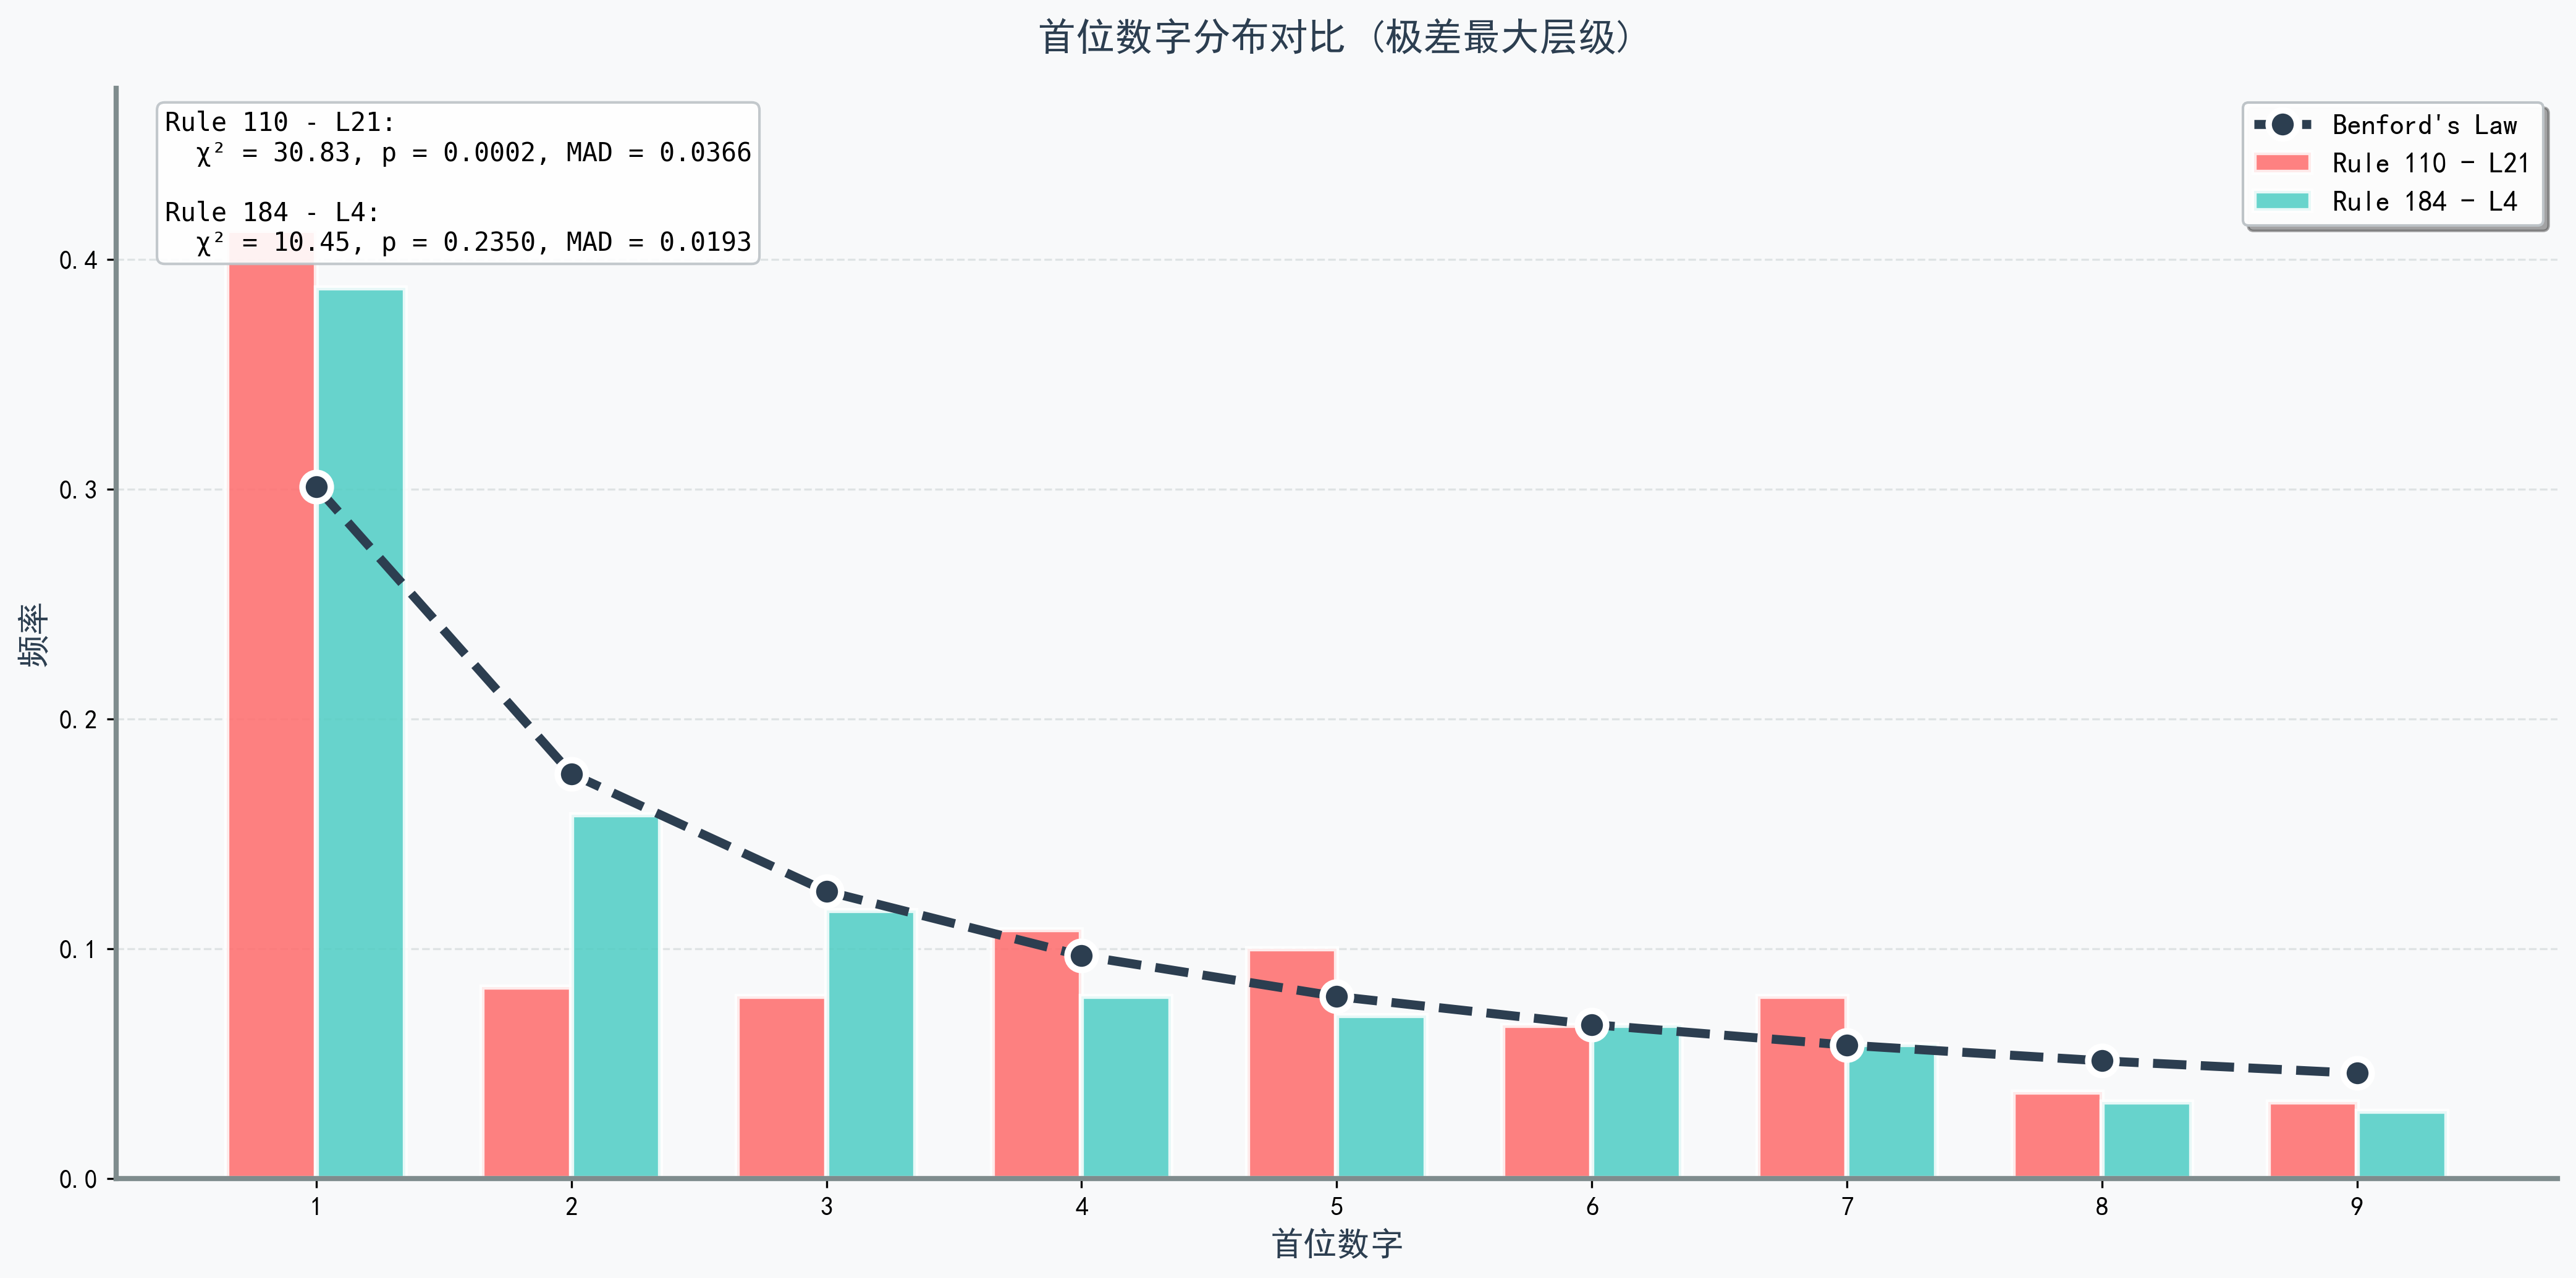 首位数字分布对比 (极差最大层级)
Rule 110 - L21:
χ² = 30.83, p = 0.0002, MAD = 0.0366
Rule 184 - L4:
χ² = 10.45, p = 0.2350, MAD = 0.0193
Benford's Law
Rule 110 - L21
Rule 184 - L4
频率
0.4
0.3
0.2
0.1
0.0
1 2 3 4 5 6 7 8 9
首位数字